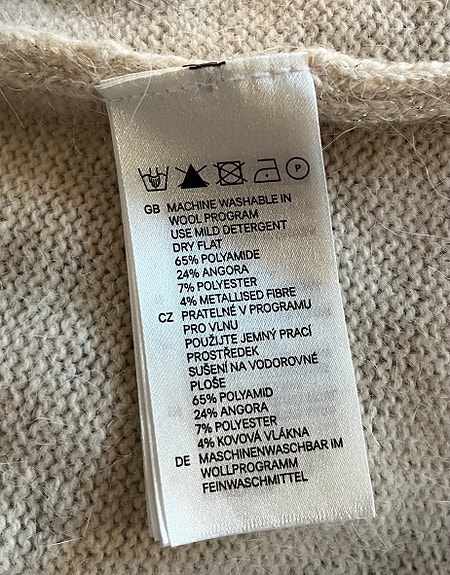 P
GB MACHINE WASHABLE IN
WOOL PROGRAM
USE MILD DETERGENT
DRY FLAT
65% POLYAMIDE
24% ANGORA
7% POLYESTER
4% METALLISED FIBRE
CZ PRATELNÉ V PROGRAMU
PRO VLNU
POUŽIJTE JEMNÝ PRACÍ
PROSTŘEDEK
SUŠENÍ NA VODOROVNÉ
PLOŠE
65% POLYAMID
24% ANGORA
7% POLYESTER
4% KOVOVÁ VLÁKNA
DE MASCHINENWASCHBAR IM
WOLLPROGRAMM
FEINWASCHMITTEL